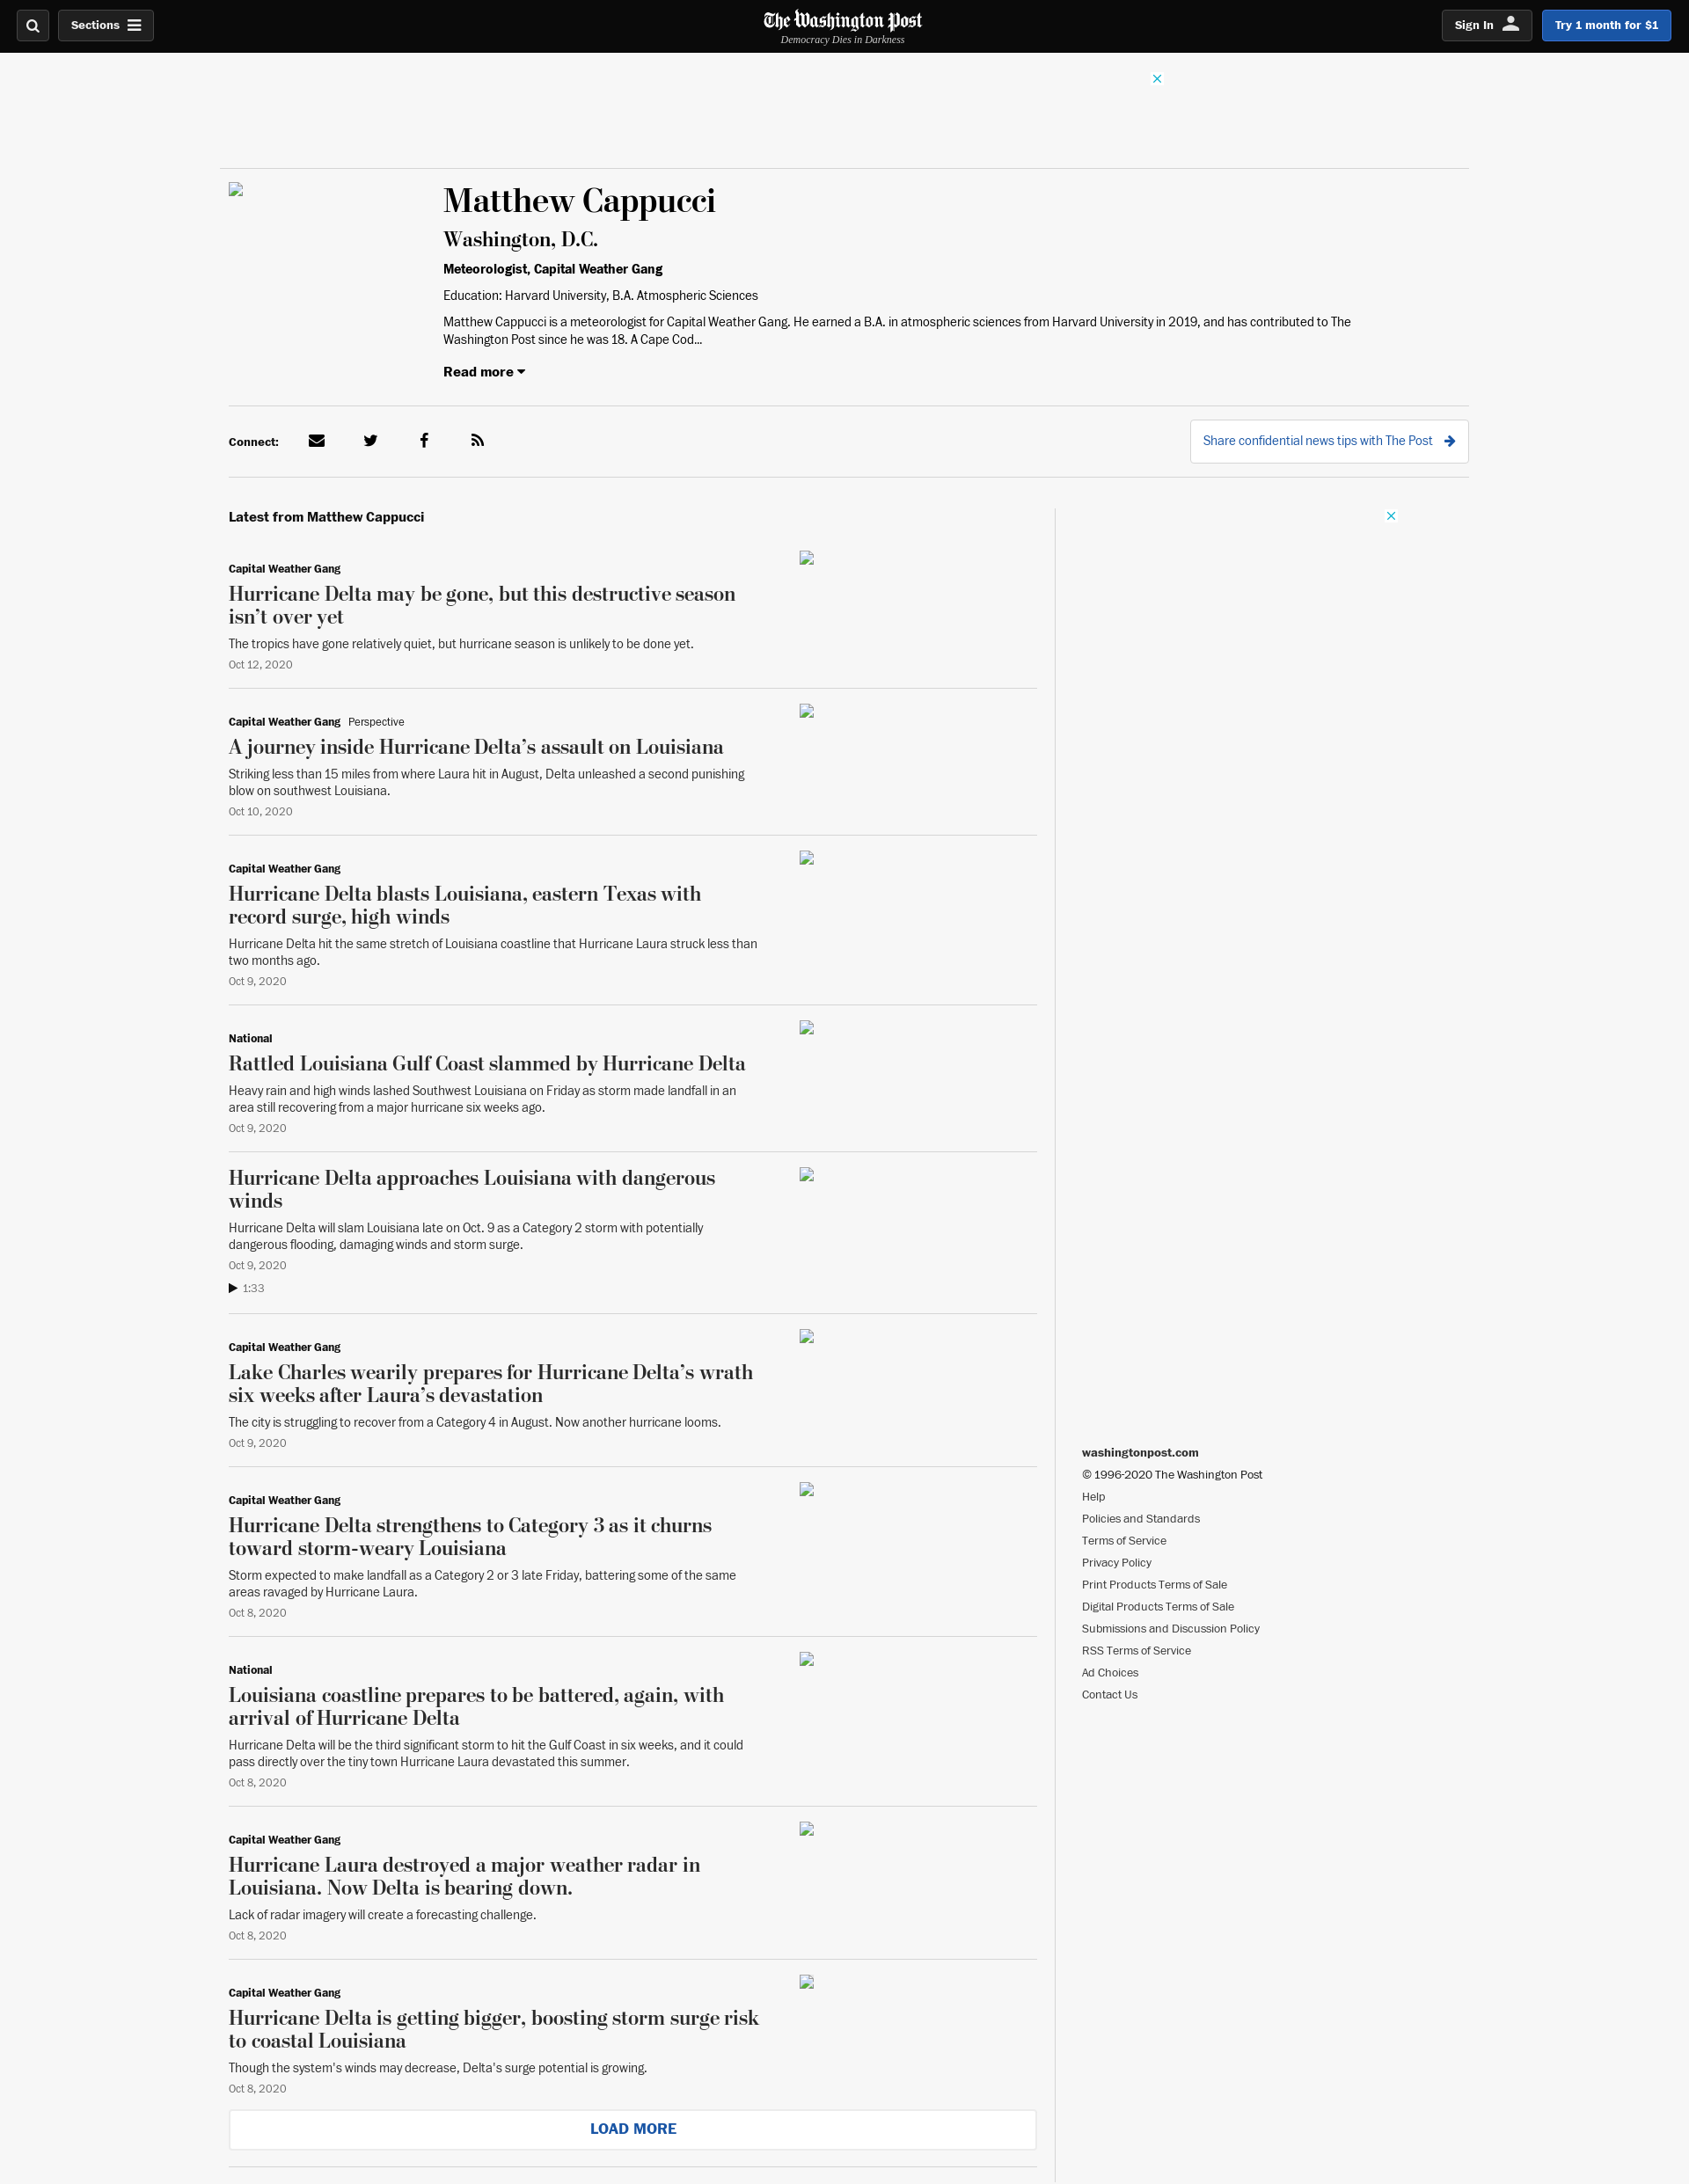 Sections
The Washington Post
Democracy Dies in Darkness
Sign In
Try 1 month for $1
Matthew Cappucci
Washington, D.C.
Meteorologist, Capital Weather Gang
Education: Harvard University, B.A. Atmospheric Sciences
Matthew Cappucci is a meteorologist for Capital Weather Gang. He earned a B.A. in atmospheric sciences from Harvard University in 2019, and has contributed to The
Washington Post since he was 18. A Cape Cod...
Read more
Connect:
Share confidential news tips with The Post
Latest from Matthew Cappucci
Capital Weather Gang
Hurricane Delta may be gone, but this destructive season
isn’t over yet
The tropics have gone relatively quiet, but hurricane season is unlikely to be done yet.
Oct 12, 2020
Capital Weather Gang Perspective
A journey inside Hurricane Delta’s assault on Louisiana
Striking less than 15 miles from where Laura hit in August, Delta unleashed a second punishing
blow on southwest Louisiana.
Oct 10, 2020
Capital Weather Gang
Hurricane Delta blasts Louisiana, eastern Texas with
record surge, high winds
Hurricane Delta hit the same stretch of Louisiana coastline that Hurricane Laura struck less than
two months ago.
Oct 9, 2020
National
Rattled Louisiana Gulf Coast slammed by Hurricane Delta
Heavy rain and high winds lashed Southwest Louisiana on Friday as storm made landfall in an
area still recovering from a major hurricane six weeks ago.
Oct 9, 2020
Hurricane Delta approaches Louisiana with dangerous
winds
Hurricane Delta will slam Louisiana late on Oct. 9 as a Category 2 storm with potentially
dangerous flooding, damaging winds and storm surge.
Oct 9, 2020
1:33
Capital Weather Gang
Lake Charles wearily prepares for Hurricane Delta’s wrath
six weeks after Laura’s devastation
The city is struggling to recover from a Category 4 in August. Now another hurricane looms.
Oct 9, 2020
Capital Weather Gang
Hurricane Delta strengthens to Category 3 as it churns
toward storm-weary Louisiana
Storm expected to make landfall as a Category 2 or 3 late Friday, battering some of the same
areas ravaged by Hurricane Laura.
Oct 8, 2020
National
Louisiana coastline prepares to be battered, again, with
arrival of Hurricane Delta
Hurricane Delta will be the third significant storm to hit the Gulf Coast in six weeks, and it could
pass directly over the tiny town Hurricane Laura devastated this summer.
Oct 8, 2020
Capital Weather Gang
Hurricane Laura destroyed a major weather radar in
Louisiana. Now Delta is bearing down.
Lack of radar imagery will create a forecasting challenge.
Oct 8, 2020
Capital Weather Gang
Hurricane Delta is getting bigger, boosting storm surge risk
to coastal Louisiana
Though the system's winds may decrease, Delta's surge potential is growing.
Oct 8, 2020
LOAD MORE
washingtonpost.com
© 1996-2020 The Washington Post
Help
Policies and Standards
Terms of Service
Privacy Policy
Print Products Terms of Sale
Digital Products Terms of Sale
Submissions and Discussion Policy
RSS Terms of Service
Ad Choices
Contact Us